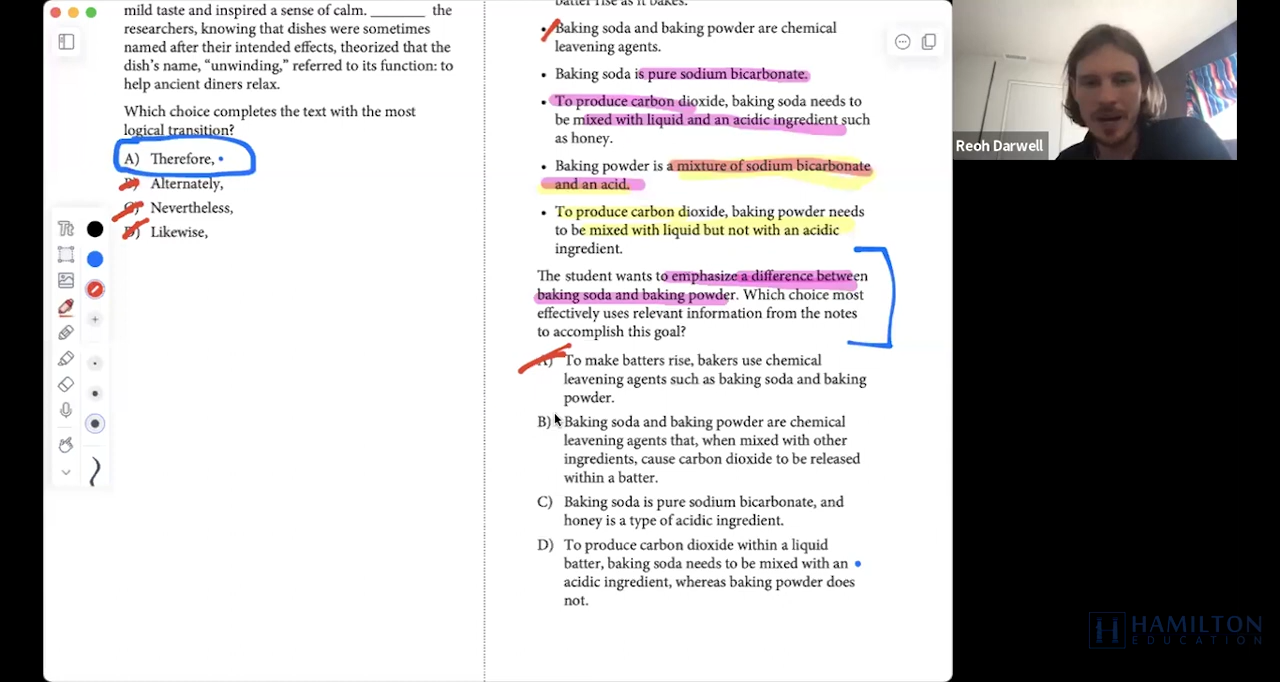 mild taste and inspired a sense of calm. ________ the
researchers, knowing that dishes were sometimes
named after their intended effects, theorized that the
dish's name, “unwinding,” referred to its function: to
help ancient diners relax.
Which choice completes the text with the most
logical transition?
A) Therefore,
B) Alternately,
C) Nevertheless,
D) Likewise,
Tt
batter rise as it bakes.
• Baking soda and baking powder are chemical
leavening agents.
• Baking soda is pure sodium bicarbonate.
• To produce carbon dioxide, baking soda needs to
be mixed with liquid and an acidic ingredient such
as honey.
• Baking powder is a mixture of sodium bicarbonate
and an acid.
• To produce carbon dioxide, baking powder needs
to be mixed with liquid but not with an acidic
ingredient.
The student wants to emphasize a difference between
baking soda and baking powder. Which choice most
effectively uses relevant information from the notes
to accomplish this goal?
A) To make batters rise, bakers use chemical
leavening agents such as baking soda and baking
powder.
B) Baking soda and baking powder are chemical
leavening agents that, when mixed with other
ingredients, cause carbon dioxide to be released
within a batter.
C) Baking soda is pure sodium bicarbonate, and
honey is a type of acidic ingredient.
D) To produce carbon dioxide within a liquid
batter, baking soda needs to be mixed with an
acidic ingredient, whereas baking powder does
not.
Reoh Darwell
HAMILTON
EDUCATION